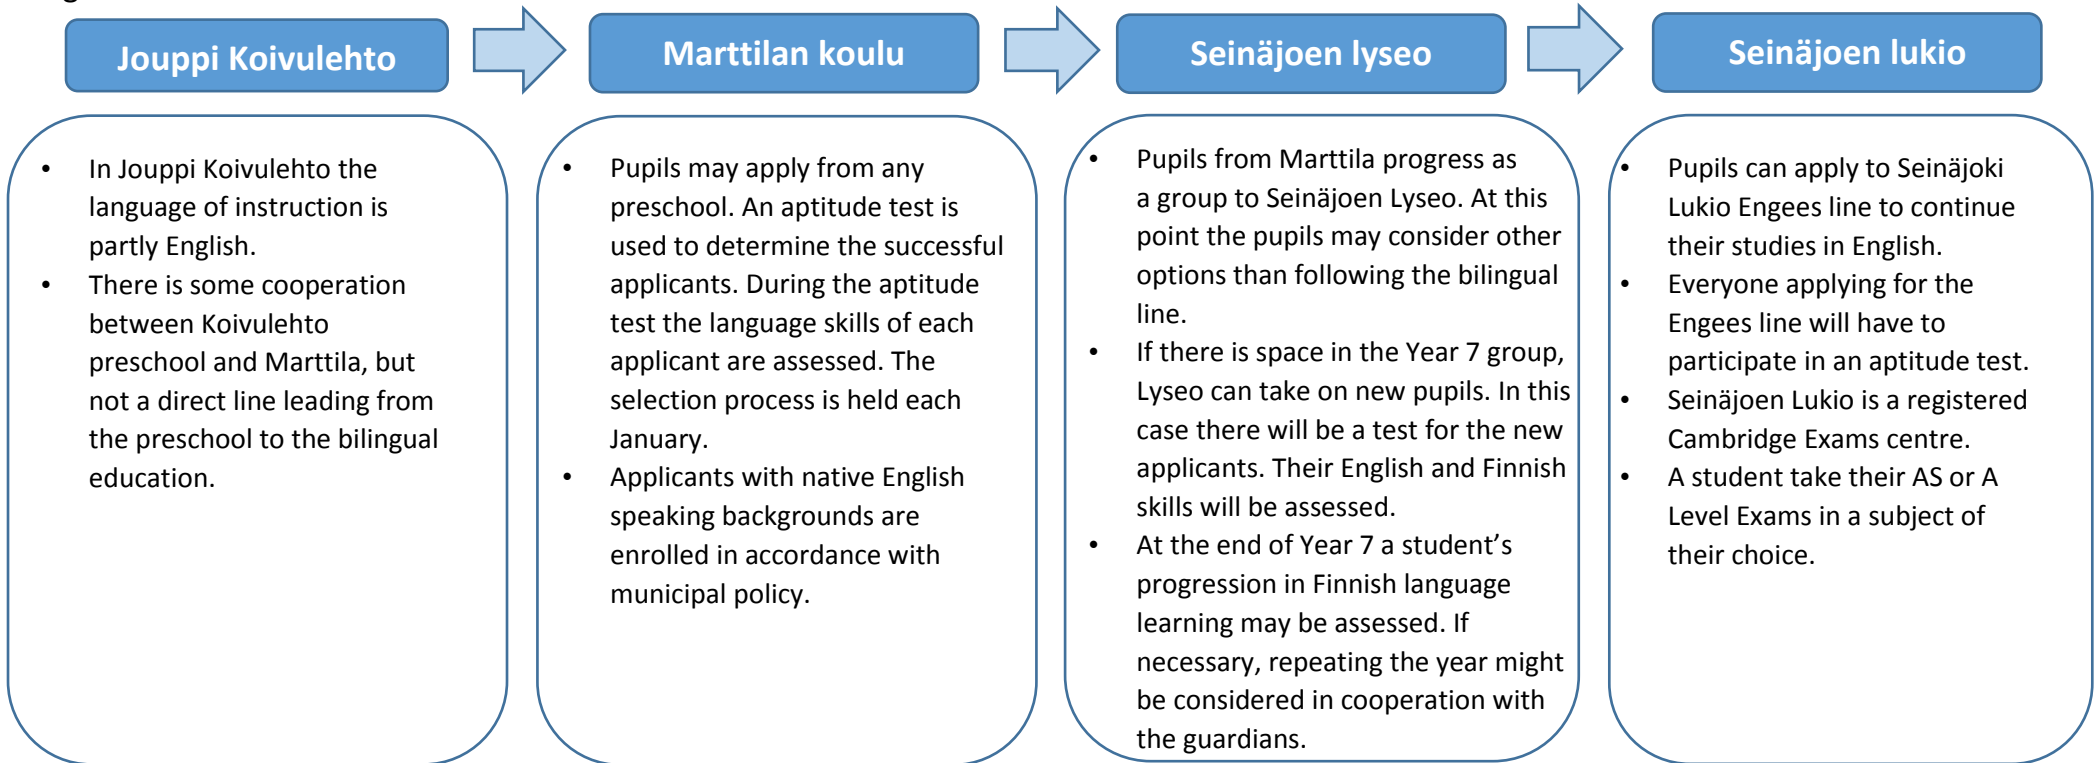 Jouppi Koivulehto
Marttilan koulu
Seinäjoen lyseo
Seinäjoen lukio
• In Jouppi Koivulehto the
language of instruction is
partly English.
• There is some cooperation
between Koivulehto
preschool and Marttila, but
not a direct line leading from
the preschool to the bilingual
education.
• Pupils may apply from any
preschool. An aptitude test is
used to determine the successful
applicants. During the aptitude
test the language skills of each
applicant are assessed. The
selection process is held each
January.
• Applicants with native English
speaking backgrounds are
enrolled in accordance with
municipal policy.
• Pupils from Marttila progress as
a group to Seinäjoen Lyseo. At this
point the pupils may consider other
options than following the bilingual
line.
• If there is space in the Year 7 group,
Lyseo can take on new pupils. In this
case there will be a test for the new
applicants. Their English and Finnish
skills will be assessed.
• At the end of Year 7 a student’s
progression in Finnish language
learning may be assessed. If
necessary, repeating the year might
be considered in cooperation with
the guardians.
• Pupils can apply to Seinäjoki
Lukio Engees line to continue
their studies in English.
• Everyone applying for the
Engees line will have to
participate in an aptitude test.
• Seinäjoen Lukio is a registered
Cambridge Exams centre.
• A student take their AS or A
Level Exams in a subject of
their choice.